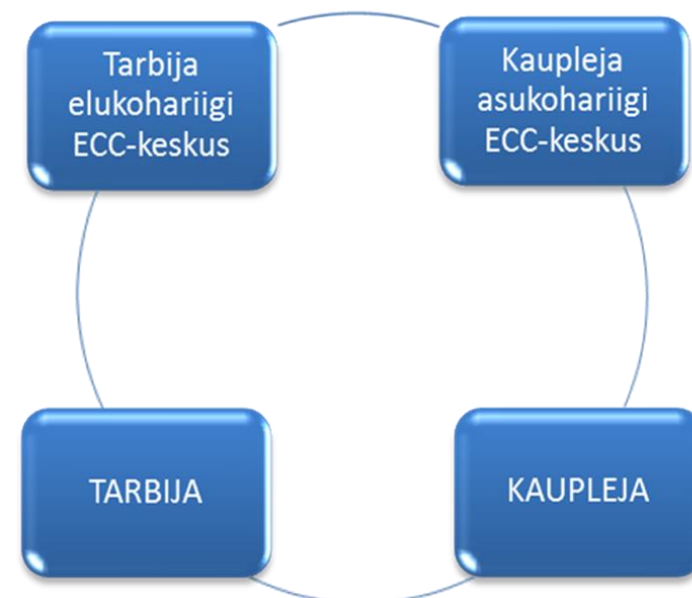 Tarbija
elukohariigi
ECC-keskus
Kaupleja
asukohariigi
ECC-keskus
TARBIJA
KAUPLEJA